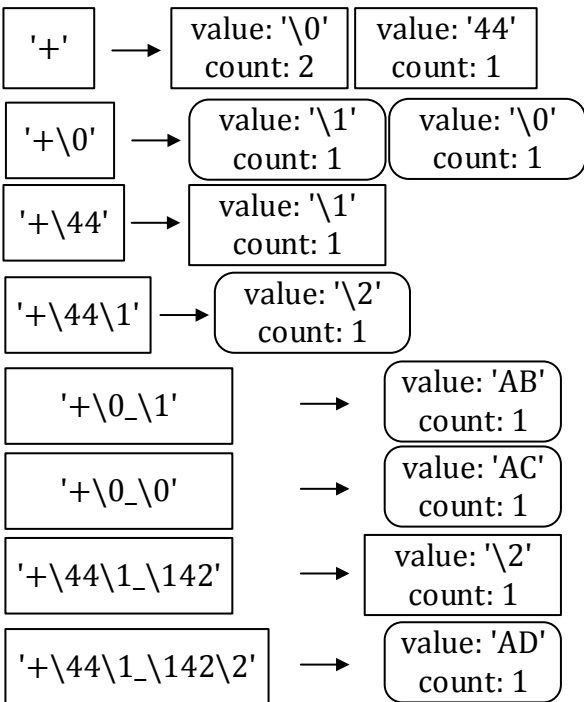 '+' value: '\0' value: '44'
count: 2 count: 1
'+\0' value: '\1' value: '\0'
count: 1 count: 1
'+\44' value: '\1'
count: 1
'+\44\1' value: '\2'
count: 1
'+\0_\1' value: 'AB'
count: 1
'+\0_\0' value: 'AC'
count: 1
'+\44\1_\142' value: '\2'
count: 1
'+\44\1_\142\2' value: 'AD'
count: 1